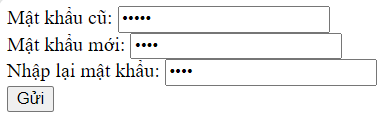 Mật khẩu cũ: •••••
Mật khẩu mới: ••••
Nhập lại mật khẩu: ••••
Gửi